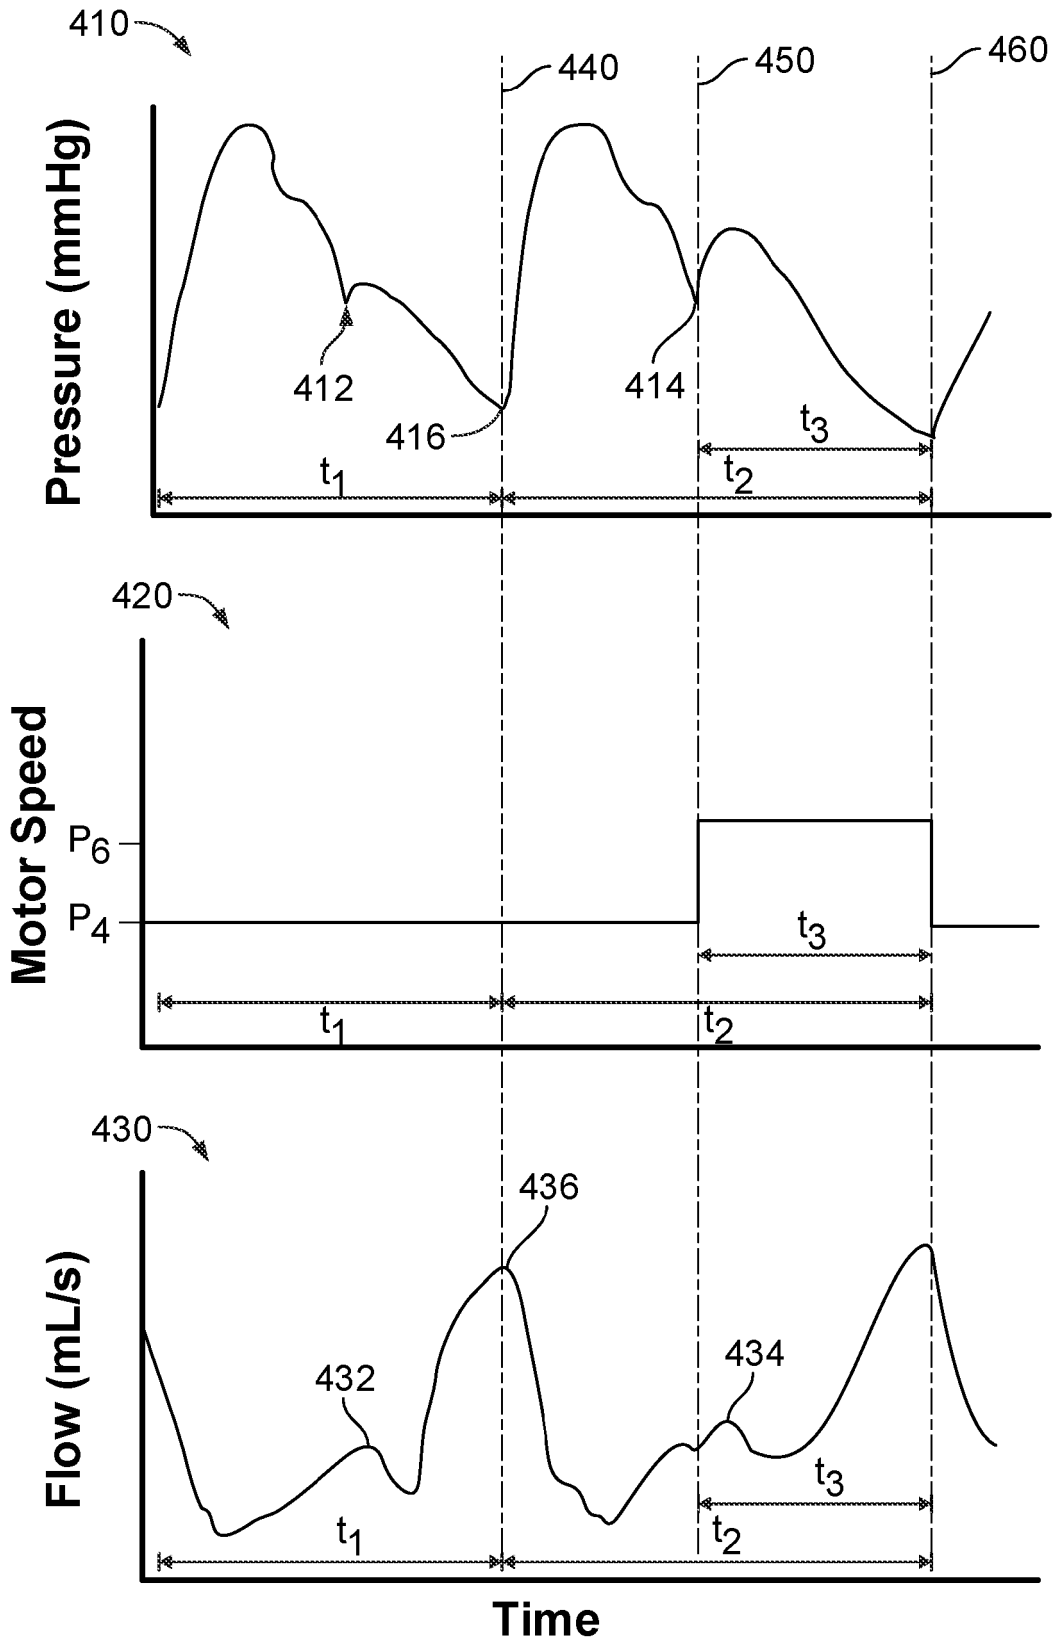 410
440
450
460
Pressure (mmHg)
412
414
416
t3
t1
t2
420
Motor Speed
P6
P4
t3
t1
t2
430
436
Flow (mL/s)
432
434
t3
t1
t2
Time